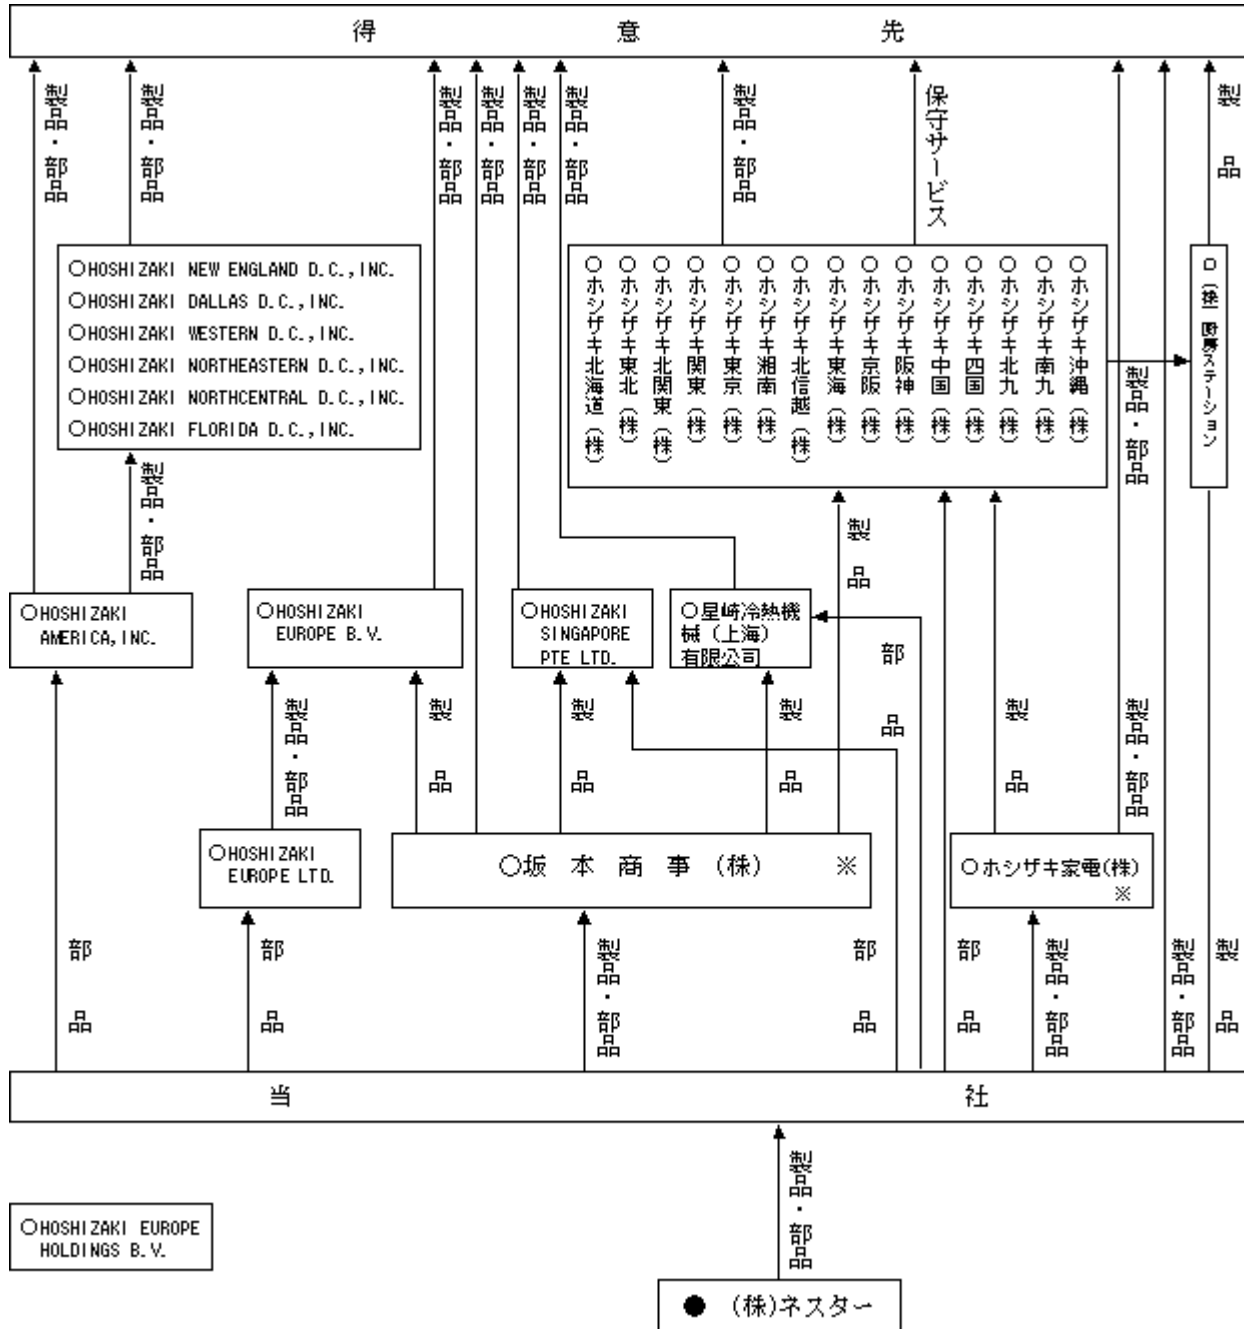 得意先
製品・部品
製品・部品
製品・部品
製品・部品
製品・部品
製品・部品
製品・部品
保守サービス
製品
○HOSHIZAKI NEW ENGLAND D.C.,INC.
○HOSHIZAKI DALLAS D.C.,INC.
○HOSHIZAKI WESTERN D.C.,INC.
○HOSHIZAKI NORTHEASTERN D.C.,INC.
○HOSHIZAKI NORTHCENTRAL D.C.,INC.
○HOSHIZAKI FLORIDA D.C.,INC.
○ホシザキ北海道(株)
○ホシザキ東北(株)
○ホシザキ北関東(株)
○ホシザキ関東(株)
○ホシザキ東京(株)
○ホシザキ湘南(株)
○ホシザキ北信越(株)
○ホシザキ東海(株)
○ホシザキ京阪(株)
○ホシザキ阪神(株)
○ホシザキ中国(株)
○ホシザキ四国(株)
○ホシザキ北九(株)
○ホシザキ南九(株)
○ホシザキ沖縄(株)
□(株)厨房ステーション
製品・部品
製品・部品
製品
○HOSHIZAKI
AMERICA,INC.
○HOSHIZAKI
EUROPE B.V.
○HOSHIZAKI
SINGAPORE
PTE LTD.
○星崎冷熱機
械(上海)
有限公司
部品
製品・部品
製品
製品
製品
製品
製品・部品
○HOSHIZAKI
EUROPE LTD.
○坂本商事(株) ※
○ホシザキ家電(株)
※
部品
部品
製品・部品
部品
部品
製品・部品
製品・部品
製品
当社
製品・部品
○HOSHIZAKI EUROPE
HOLDINGS B.V.
● (株)ネスター